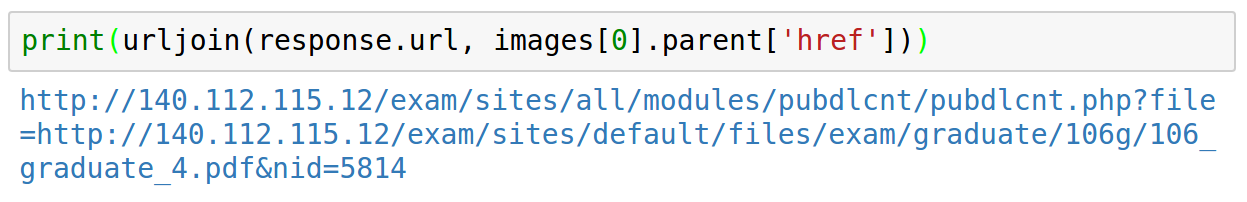 print(urljoin(response.url, images[0].parent['href']))
http://140.112.115.12/exam/sites/all/modules/pubdlcnt/pubdlcnt.php?file
=http://140.112.115.12/exam/sites/default/files/exam/graduate/106g/106_
graduate_4.pdf&nid=5814